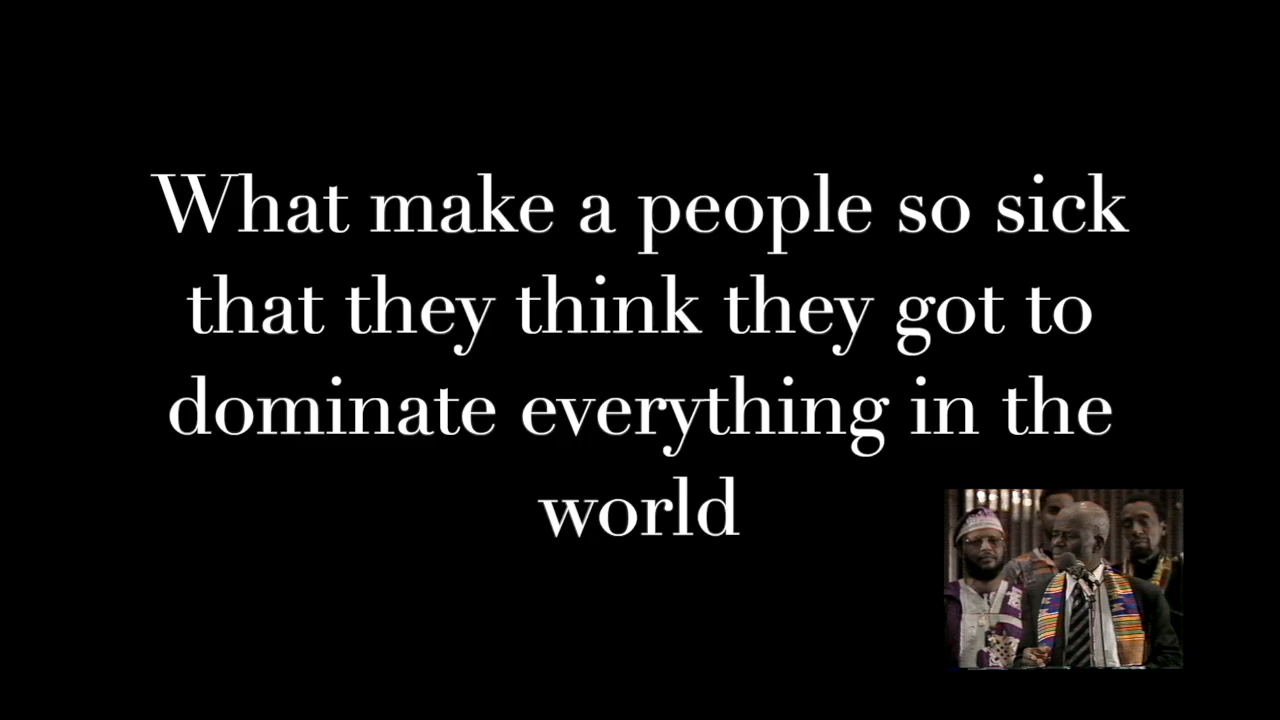 What make a people so sick
that they think they got to
dominate everything in the
world